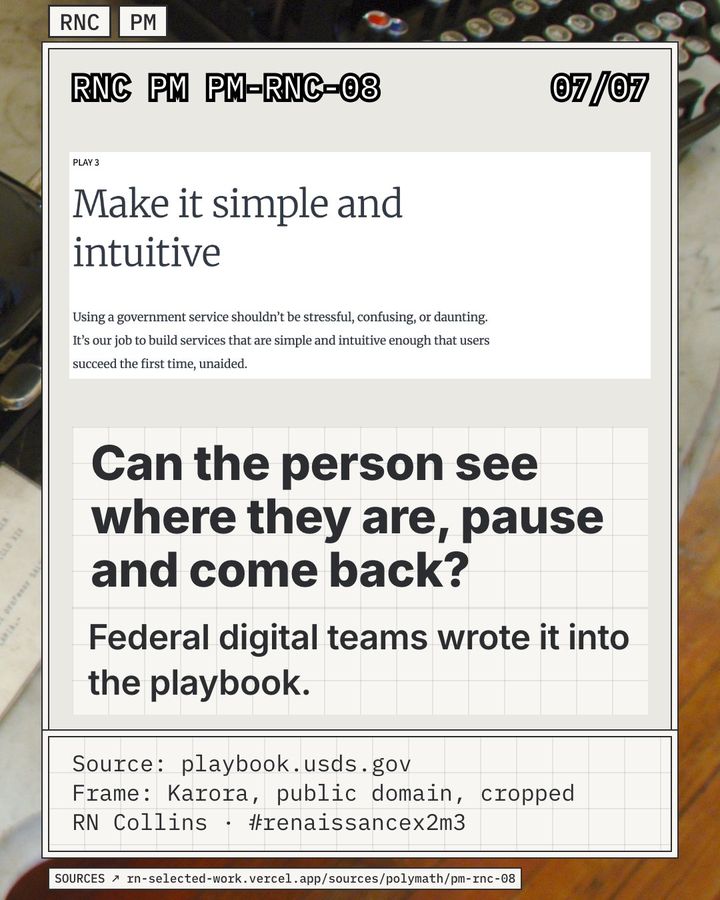 RNC PM
RNC PM PM-RNC-08 07/07
PLAY 3
Make it simple and
intuitive
Using a government service shouldn’t be stressful, confusing, or daunting.
It’s our job to build services that are simple and intuitive enough that users
succeed the first time, unaided.
Can the person see
where they are, pause
and come back?
Federal digital teams wrote it into
the playbook.
Source: playbook.usds.gov
Frame: Karora, public domain, cropped
RN Collins · #renaissancex2m3
SOURCES ↗ rn-selected-work.vercel.app/sources/polymath/pm-rnc-08